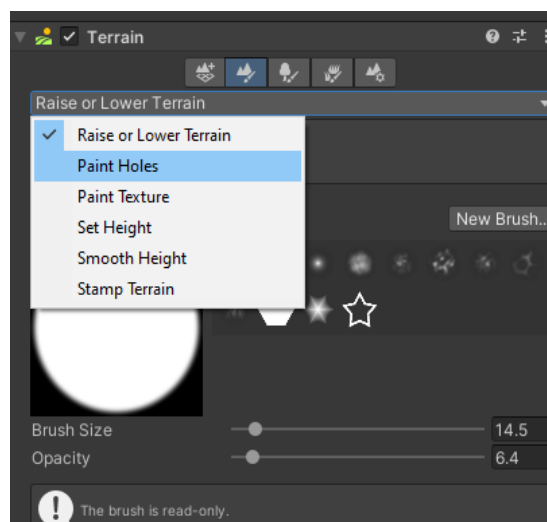 Terrain
Raise or Lower Terrain
Raise or Lower Terrain
Paint Holes
Paint Texture
Set Height
Smooth Height
Stamp Terrain
New Brush..
Brush Size 14.5
Opacity 6.4
The brush is read-only.